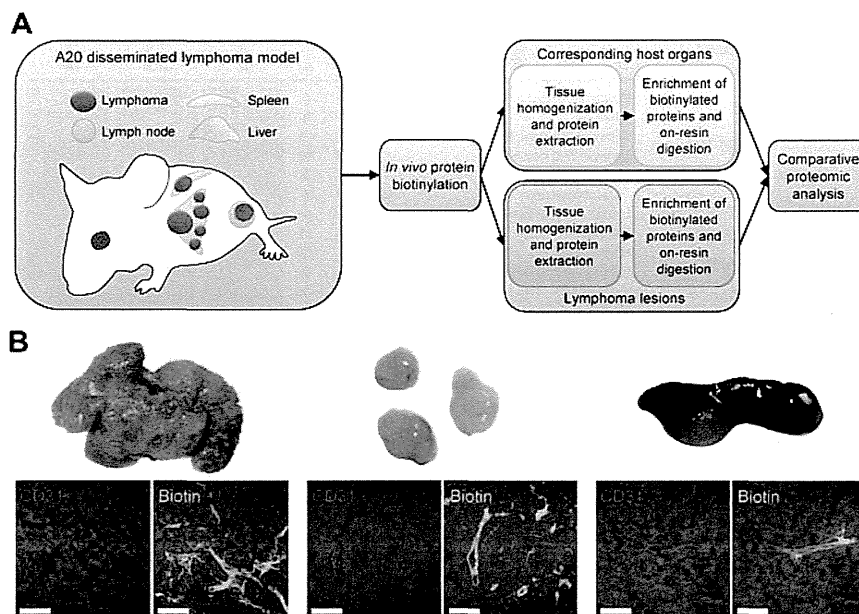 A
A20 disseminated lymphoma model
Lymphoma
Spleen
Lymph node
Liver
In vivo protein
biotinylation
Corresponding host organs
Tissue
homogenization
and protein
extraction
Enrichment of
biotinylated
proteins and
on-resin
digestion
Tissue
homogenization
and protein
extraction
Enrichment of
biotinylated
proteins and
on-resin
digestion
Lymphoma lesions
Comparative
proteomic
analysis
B
CD31
Biotin
CD31
Biotin
CD31
Biotin